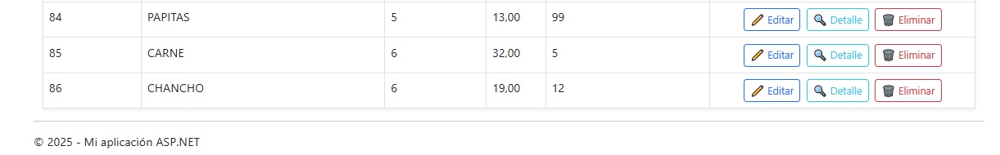 84 PAPITAS 5 13,00 99 Editar Detalle Eliminar
85 CARNE 6 32,00 5 Editar Detalle Eliminar
86 CHANCHO 6 19,00 12 Editar Detalle Eliminar
© 2025 - Mi aplicación ASP.NET